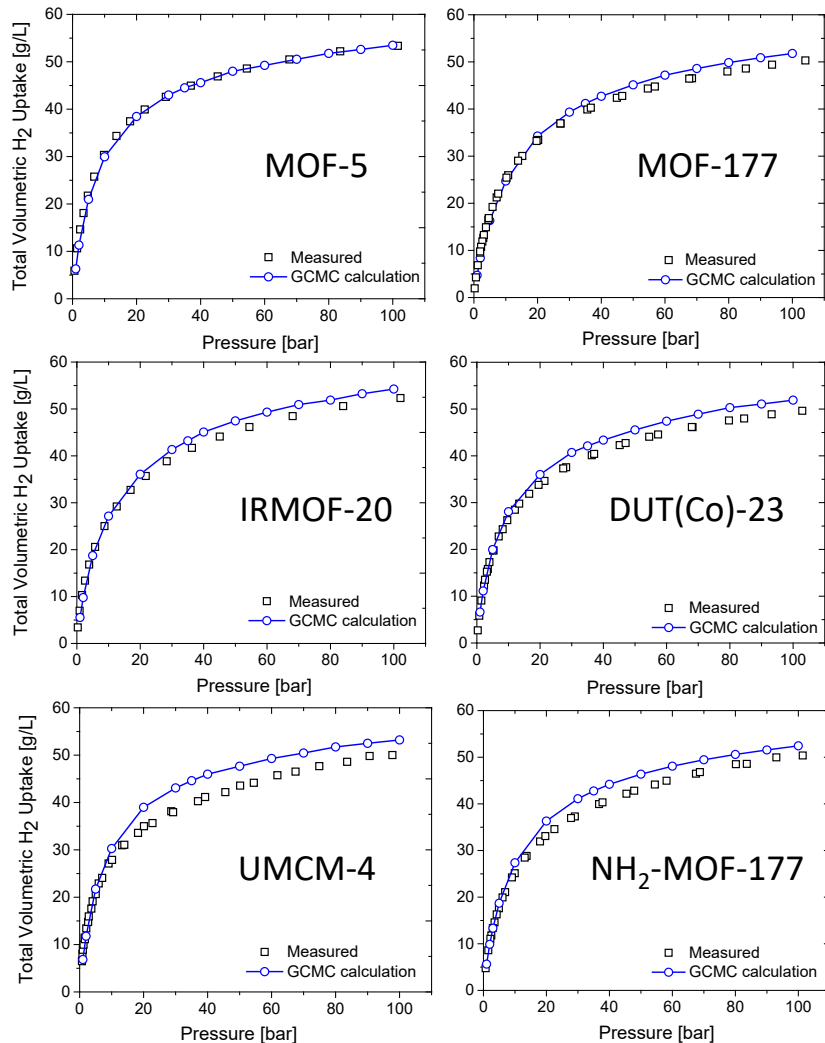 Total Volumetric H2 Uptake [g/L]
60
50
40
30
20
10
0
MOF-5
Measured
GCMC calculation
0 20 40 60 80 100
Pressure [bar]
60
50
40
30
20
10
0
MOF-177
Measured
GCMC calculation
0 20 40 60 80 100
Pressure [bar]
Total Volumetric H2 Uptake [g/L]
60
50
40
30
20
10
0
IRMOF-20
Measured
GCMC calculation
0 20 40 60 80 100
Pressure [bar]
60
50
40
30
20
10
0
DUT(Co)-23
Measured
GCMC calculation
0 20 40 60 80 100
Pressure [bar]
Total Volumetric H2 Uptake [g/L]
60
50
40
30
20
10
0
UMCM-4
Measured
GCMC calculation
0 20 40 60 80 100
Pressure [bar]
60
50
40
30
20
10
0
NH2-MOF-177
Measured
GCMC calculation
0 20 40 60 80 100
Pressure [bar]